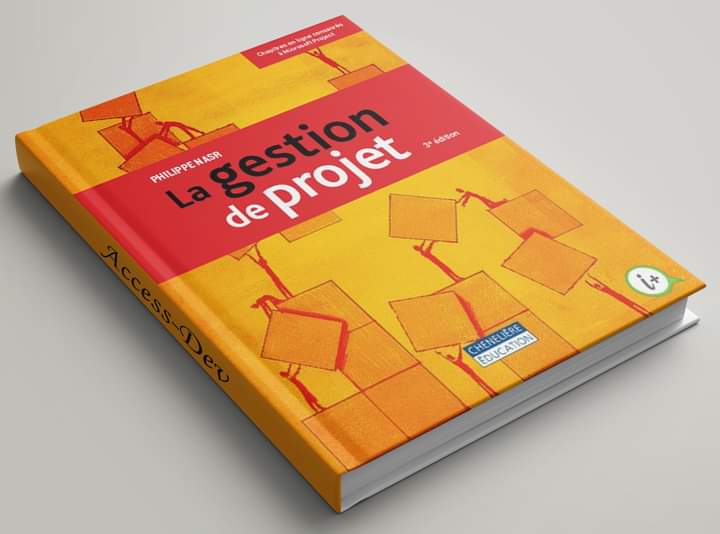 Chapitres en ligne consacrés
à Microsoft Project
PHILIPPE NASR
La gestion
de projet
3e édition
i+
CHENELIÈRE
ÉDUCATION
Access-Dev